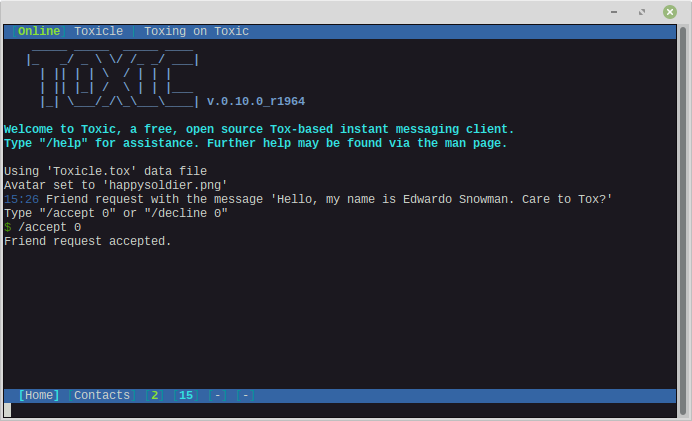 [Online] Toxicle | Toxing on Toxic
TOXIC v.0.10.0_r1964
Welcome to Toxic, a free, open source Tox-based instant messaging client.
Type "/help" for assistance. Further help may be found via the man page.
Using 'Toxicle.tox' data file
Avatar set to 'happysoldier.png'
15:26 Friend request with the message 'Hello, my name is Edwardo Snowman. Care to Tox?'
Type "/accept 0" or "/decline 0"
$ /accept 0
Friend request accepted.
[Home] [Contacts] [2] [15] [-] [-]